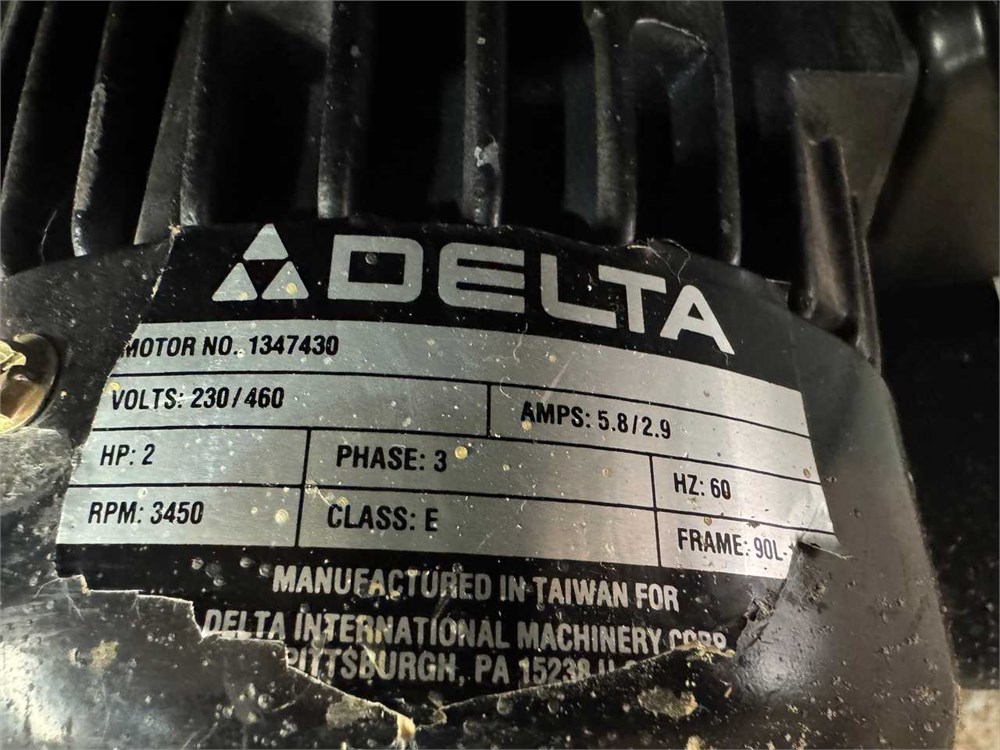 DELTA
MOTOR NO. 1347430
VOLTS: 230/460 AMPS: 5.8/2.9
HP: 2 PHASE: 3 HZ: 60
RPM: 3450 CLASS: E FRAME: 90L-
MANUFACTURED IN TAIWAN FOR
DELTA INTERNATIONAL MACHINERY CORP.
PITTSBURGH, PA 15238